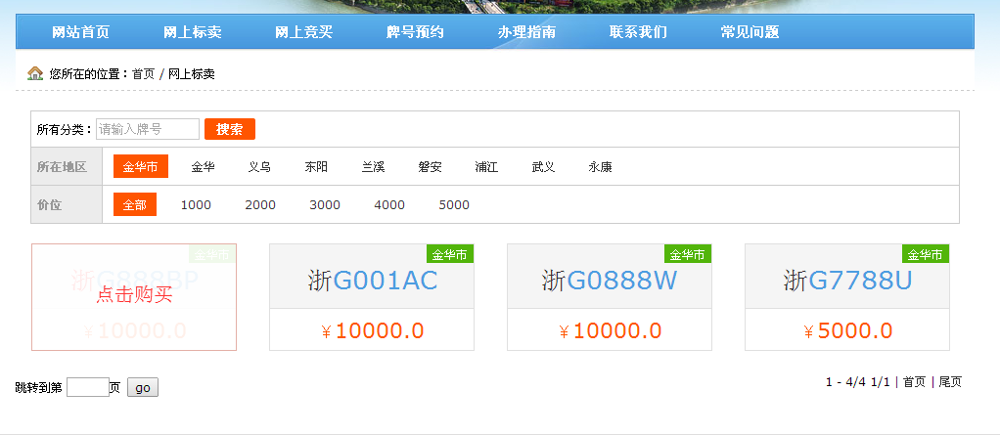 网站首页 网上标卖 网上竞买 牌号预约 办理指南 联系我们 常见问题
您所在的位置：首页 / 网上标卖
所有分类： 请输入牌号 搜索
所在地区 金华市 金华 义乌 东阳 兰溪 磐安 浦江 武义 永康
价位 全部 1000 2000 3000 4000 5000
金华市 金华市 金华市 金华市
浙G888BP 浙G001AC 浙G0888W 浙G7788U
点击购买
¥10000.0 ¥10000.0 ¥10000.0 ¥5000.0
跳转到第 页 go 1 - 4/4 1/1 | 首页 | 尾页